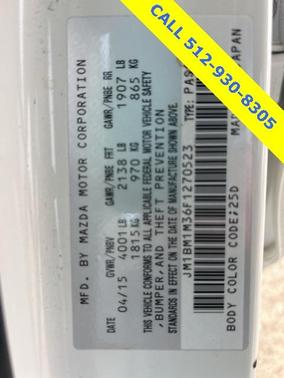 CALL 512-930-8305
MFD. BY MAZDA MOTOR CORPORATION
GVWR/PNBV GAWR/PNBE FRT GAWR/PNBE RR
04/15 4001LB 2138 LB 1907 LB
1815KG 970 KG 865 KG
THIS VEHICLE CONFORMS TO ALL APPLICABLE FEDERAL MOTOR VEHICLE SAFETY
,BUMPER,AND THEFT PREVENTION
STANDARDS IN EFFECT ON THE DATE OF MANUFACTURE SHOWN ABOVE.
JM1BM1M36F1270523 TYPE: PAS
BODY COLOR CODE;25D
JAPAN